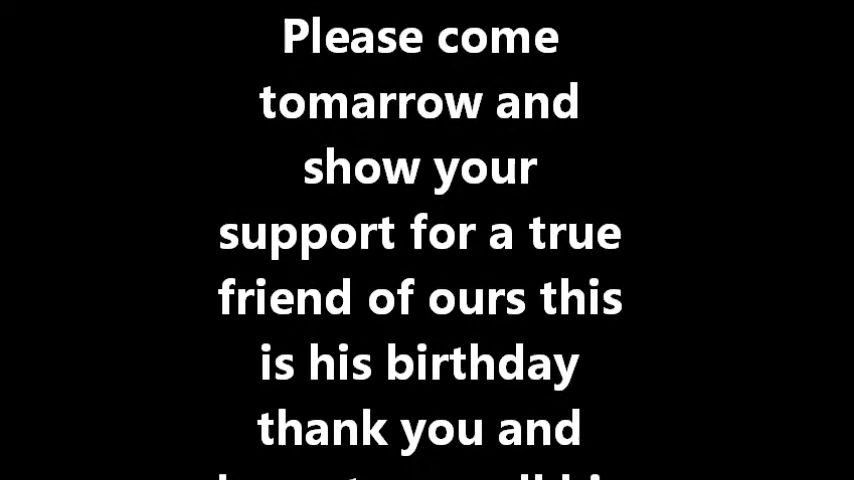 Please come
tomarrow and
show your
support for a true
friend of ours this
is his birthday
thank you and